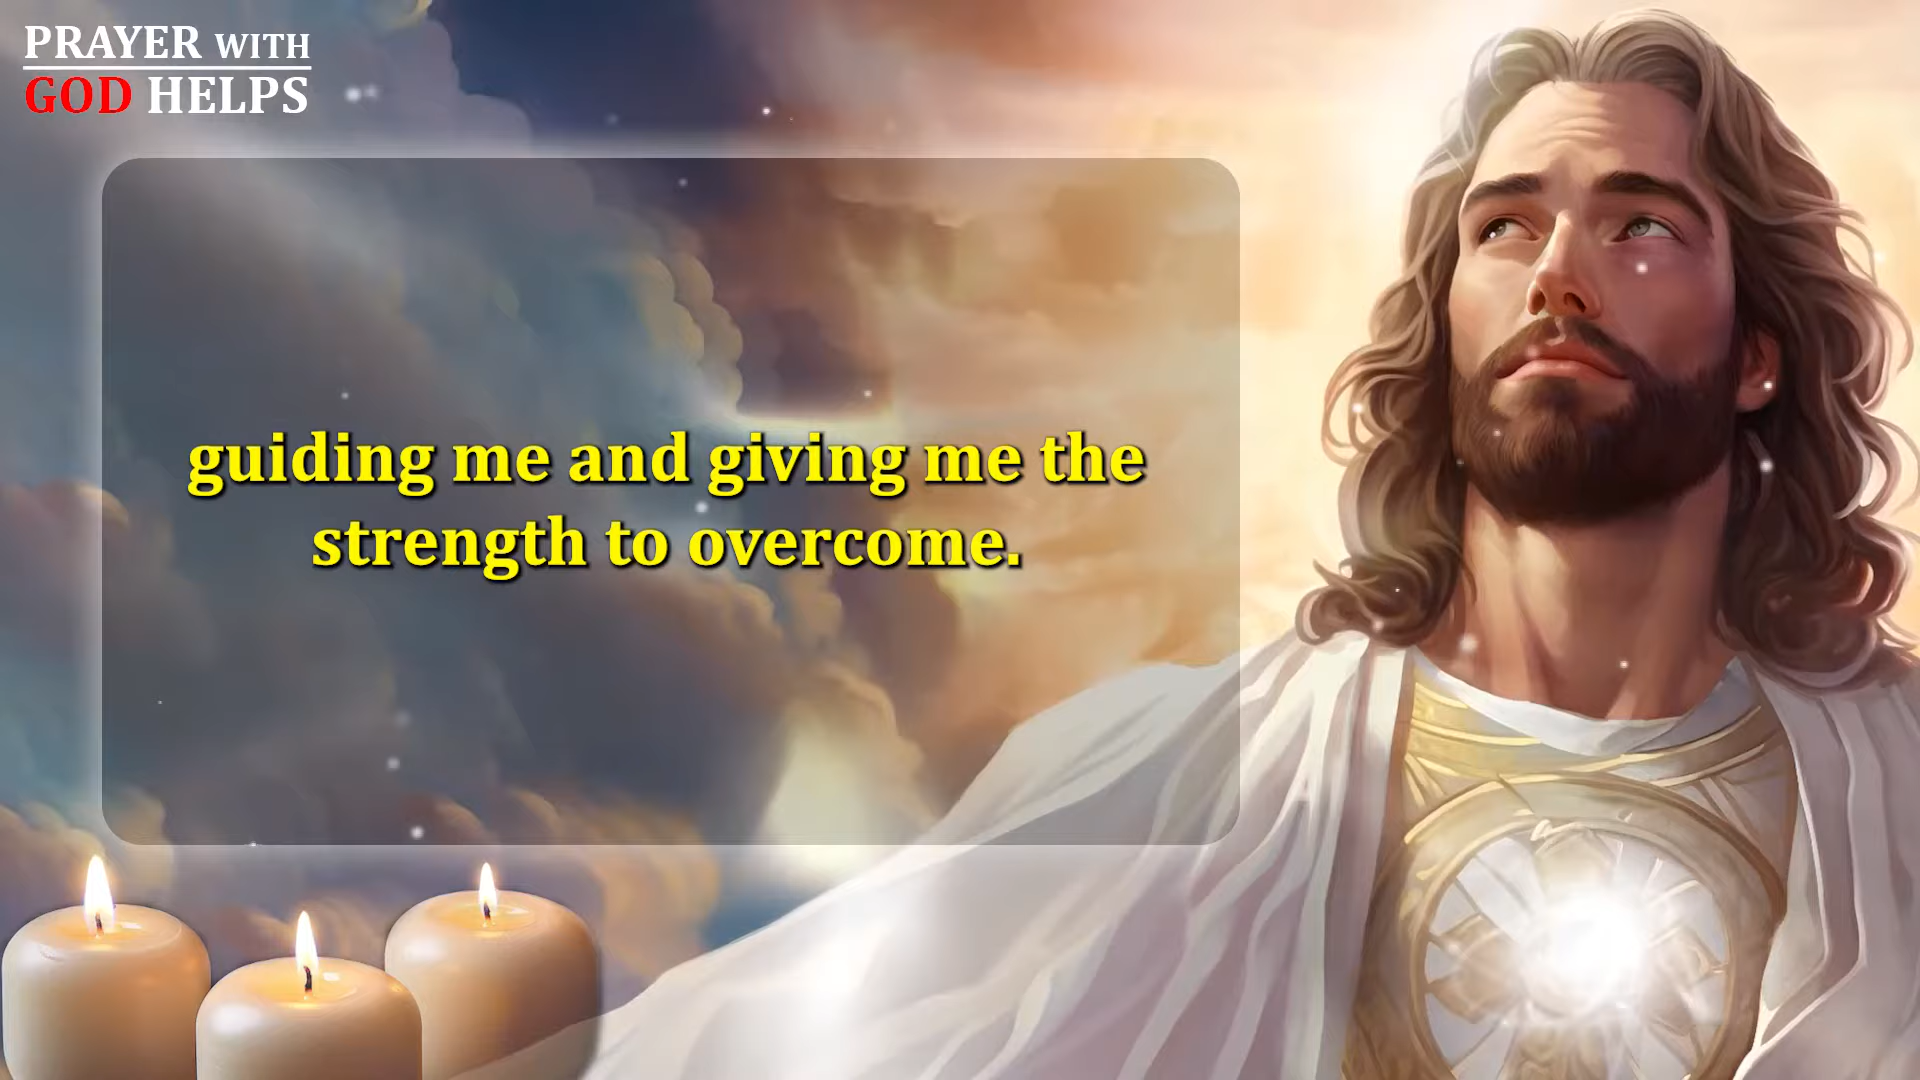 PRAYER WITH
GOD HELPS
guiding me and giving me the
strength to overcome.